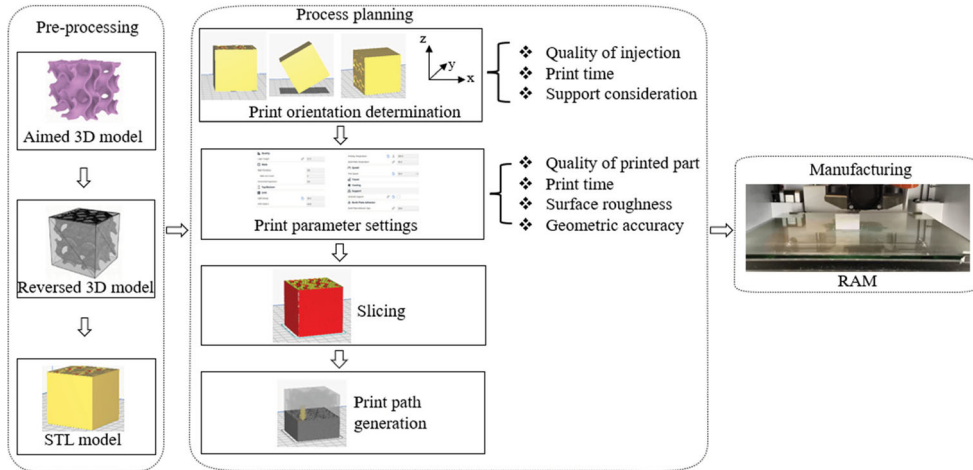 Pre-processing
Aimed 3D model
Reversed 3D model
STL model
Process planning
z
y
x
Print orientation determination
❖ Quality of injection
❖ Print time
❖ Support consideration
Print parameter settings
❖ Quality of printed part
❖ Print time
❖ Surface roughness
❖ Geometric accuracy
Slicing
Print path
generation
Manufacturing
RAM